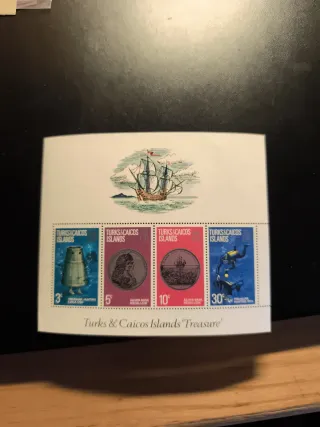 TURKS & CAICOS
ISLANDS
3c
TURKS & CAICOS
ISLANDS
5c
TURKS & CAICOS
ISLANDS
10c
TURKS & CAICOS
ISLANDS
30c
Turks & Caicos Islands 'Treasure'